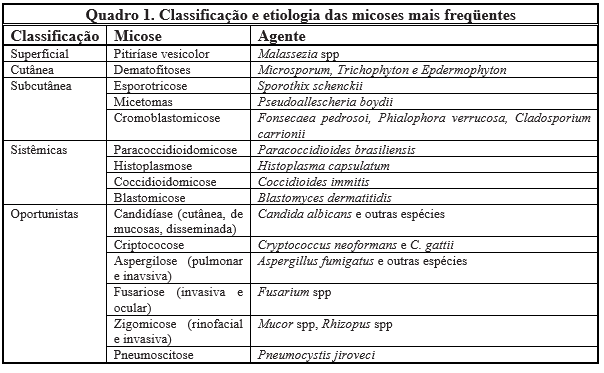 Quadro 1. Classificação e etiologia das micoses mais freqüentes
Classificação Micose Agente
Superficial Pitiríase vesicolor Malassezia spp
Cutânea Dematofitoses Microsporum, Trichophyton e Epdermophyton
Subcutânea Esporotricose Sporothix schenckii
Micetomas Pseudoallescheria boydii
Cromoblastomicose Fonsecaea pedrosoi, Phialophora verrucosa, Cladosporium
carrionii
Sistêmicas Paracoccidioidomicose Paracoccidioides brasiliensis
Histoplasmose Histoplasma capsulatum
Coccidioidomicose Coccidioides immitis
Blastomicose Blastomyces dermatitidis
Oportunistas Candidíase (cutânea, de Candida albicans e outras espécies
mucosas, disseminada)
Criptococose Cryptococcus neoformans e C. gattii
Aspergilose (pulmonar Aspergillus fumigatus e outras espécies
e inavsiva)
Fusariose (invasiva e Fusarium spp
ocular)
Zigomicose (rinofacial Mucor spp, Rhizopus spp
e invasiva)
Pneumoscitose Pneumocystis jiroveci